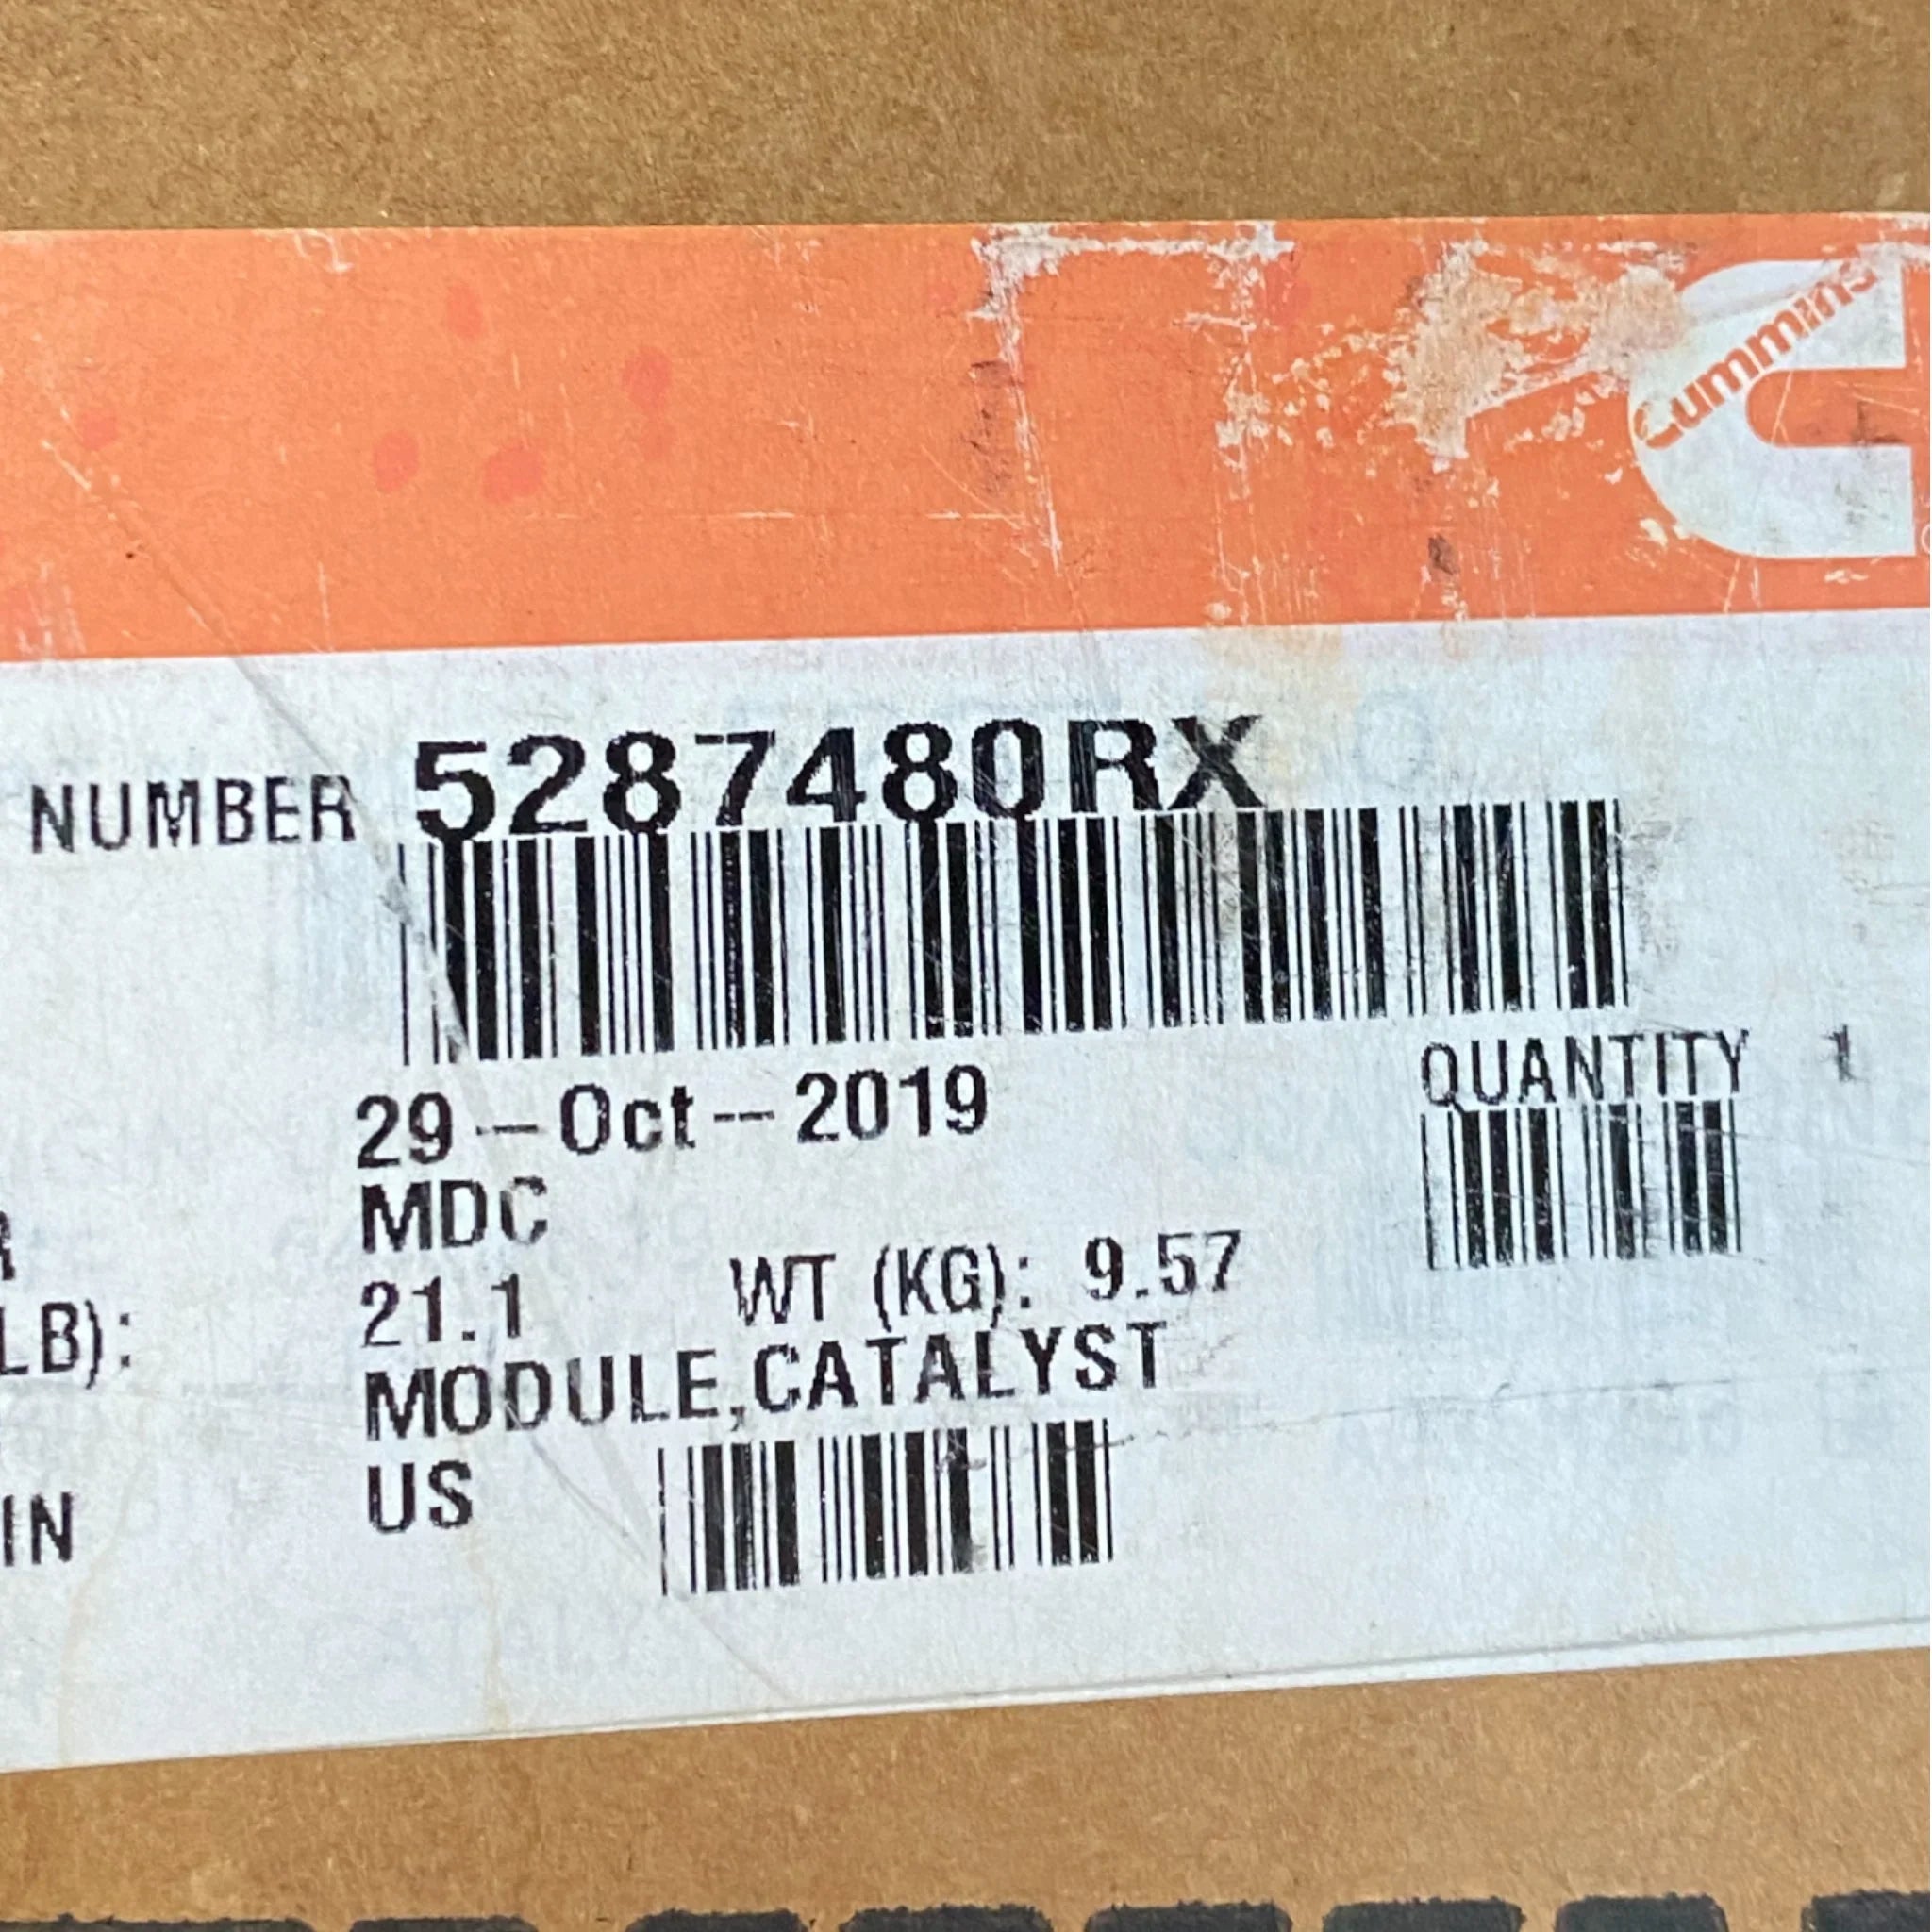 Cummins
NUMBER 5287480RX
29-Oct-2019
QUANTITY 1
MDC
LB): 21.1 WT (KG): 9.57
MODULE,CATALYST
IN US